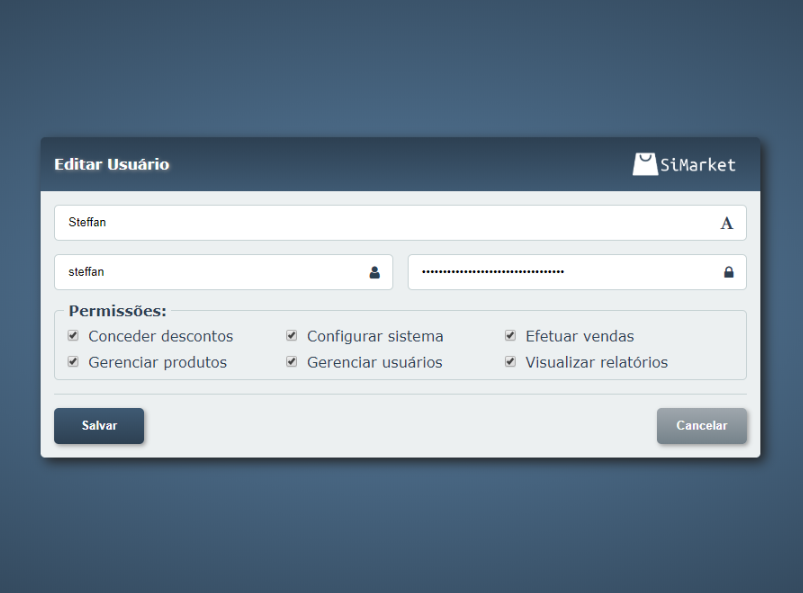 Editar Usuário
SiMarket
Steffan
A
steffan
••••••••••••••••••••••••••••••••••
Permissões:
Conceder descontos
Configurar sistema
Efetuar vendas
Gerenciar produtos
Gerenciar usuários
Visualizar relatórios
Salvar
Cancelar